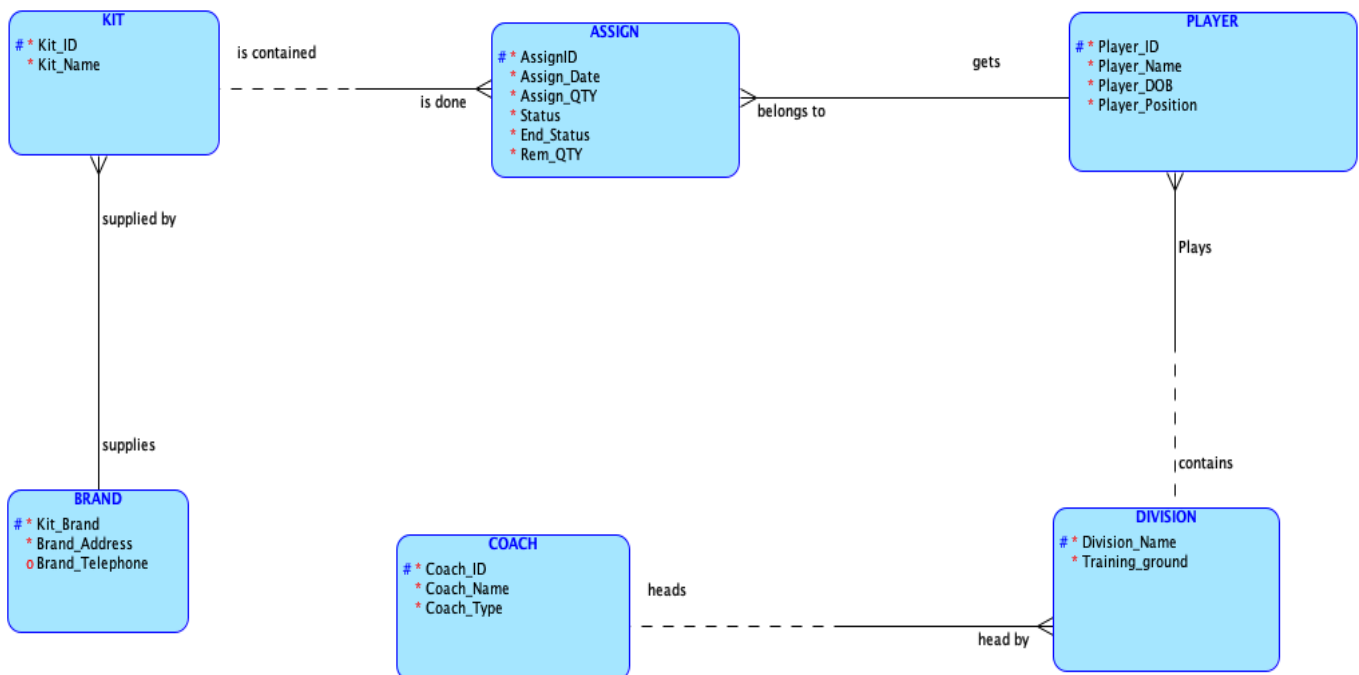 KIT
# * Kit_ID
* Kit_Name
is contained
is done
ASSIGN
# * AssignID
* Assign_Date
* Assign_QTY
* Status
* End_Status
* Rem_QTY
gets
belongs to
PLAYER
# * Player_ID
* Player_Name
* Player_DOB
* Player_Position
supplied by
supplies
Plays
contains
BRAND
# * Kit_Brand
* Brand_Address
o Brand_Telephone
COACH
# * Coach_ID
* Coach_Name
* Coach_Type
heads
head by
DIVISION
# * Division_Name
* Training_ground